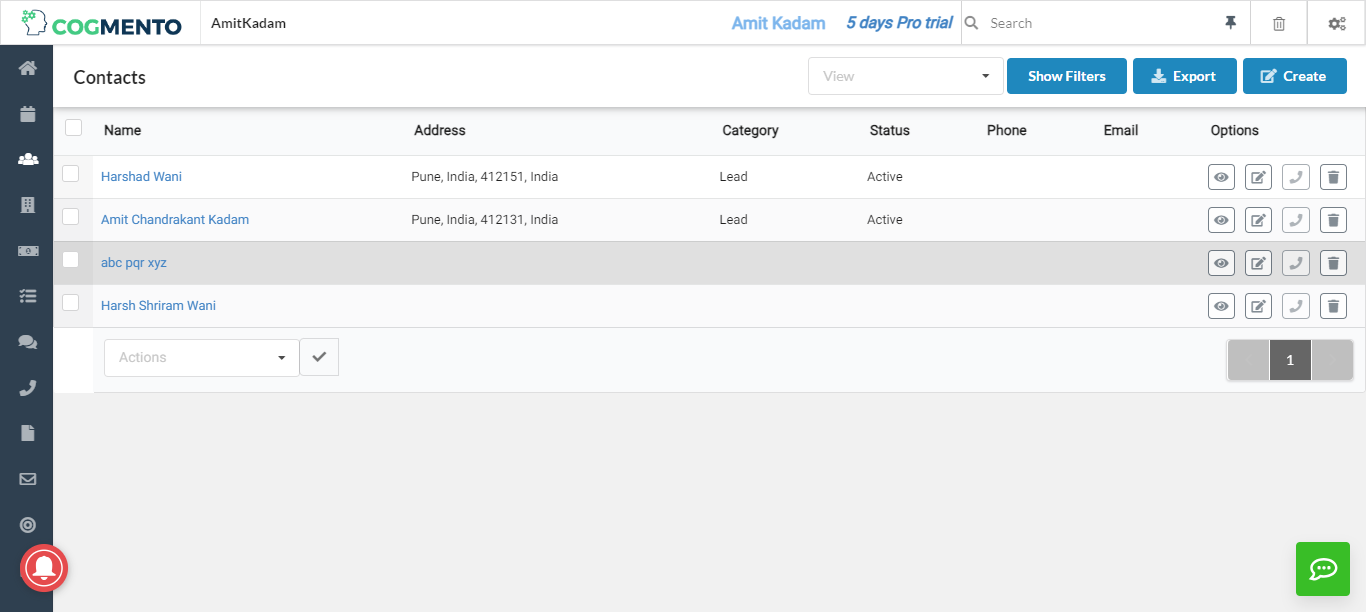 COGMENTO AmitKadam Amit Kadam 5 days Pro trial Search
Contacts View Show Filters Export Create
Name Address Category Status Phone Email Options
Harshad Wani Pune, India, 412151, India Lead Active
Amit Chandrakant Kadam Pune, India, 412131, India Lead Active
abc pqr xyz
Harsh Shriram Wani
Actions 1